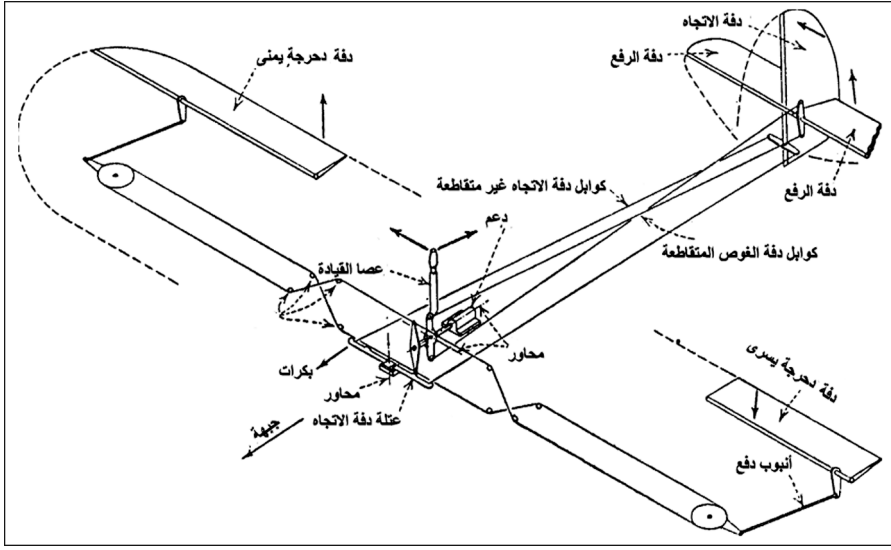 دفة الاتجاه
دفة الرفع
دفة دحرجة يمنى
دفة الرفع
كوابل دفة الاتجاه غير متقاطعة
دعم
كوابل دفة الغوص المتقاطعة
عصا القيادة
محاور
بكرات
محاور
عتلة دفة الاتجاه
جبهة
دفة دحرجة يسرى
أنبوب دفع